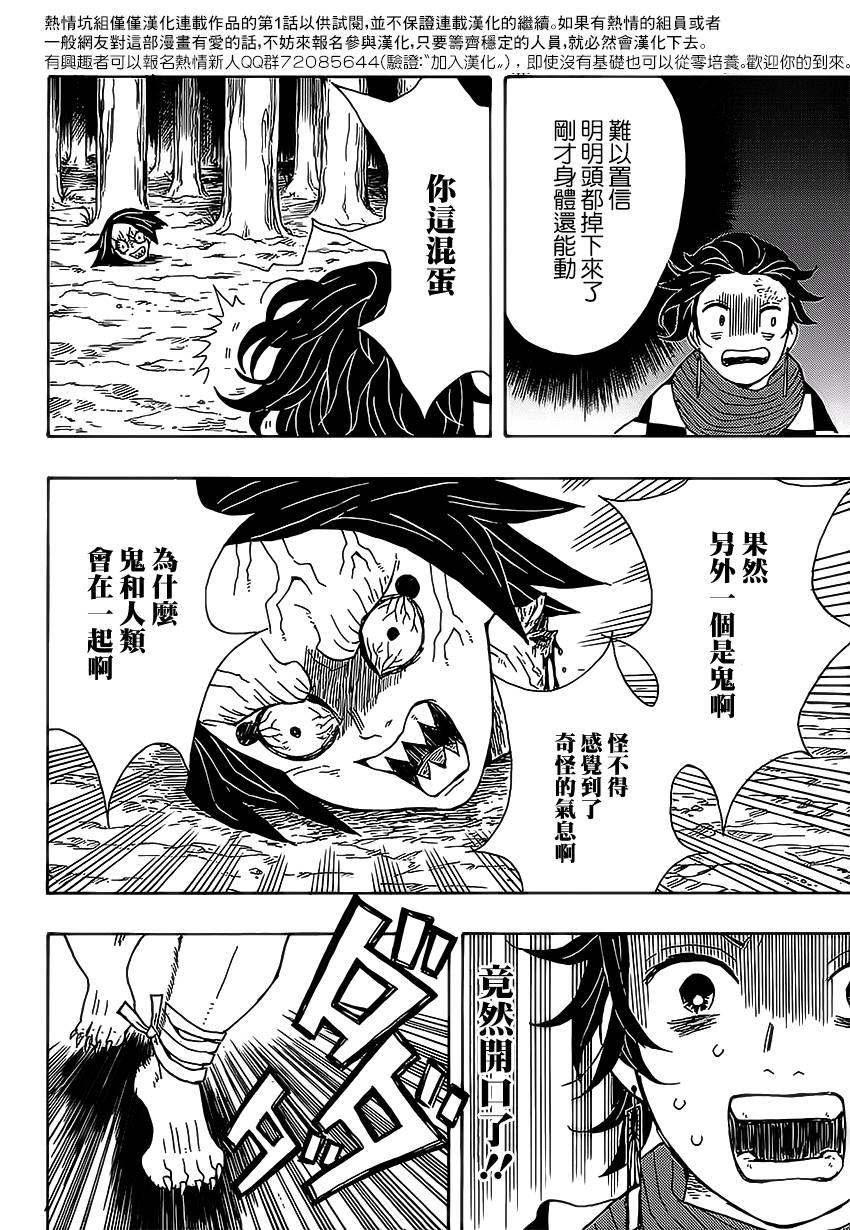 熱情坑組僅僅漢化連載作品的第1話以供試閱,並不保證連載漢化的繼續。如果有熱情的組員或者
一般網友對這部漫畫有愛的話,不妨來報名參與漢化,只要籌齊穩定的人員,就必然會漢化下去。
有興趣者可以報名熱情新人QQ群72085644(驗證:〝加入漢化〞)，即使沒有基礎也可以從零培養。歡迎你的到來。
難以置信
明明頭都掉下來了
剛才身體還能動
你這混蛋
果然
另外一個是鬼啊
怪不得
感覺到了
奇怪的氣息啊
為什麼
鬼和人類
會在一起啊
竟然開口了!!
ダダダダ